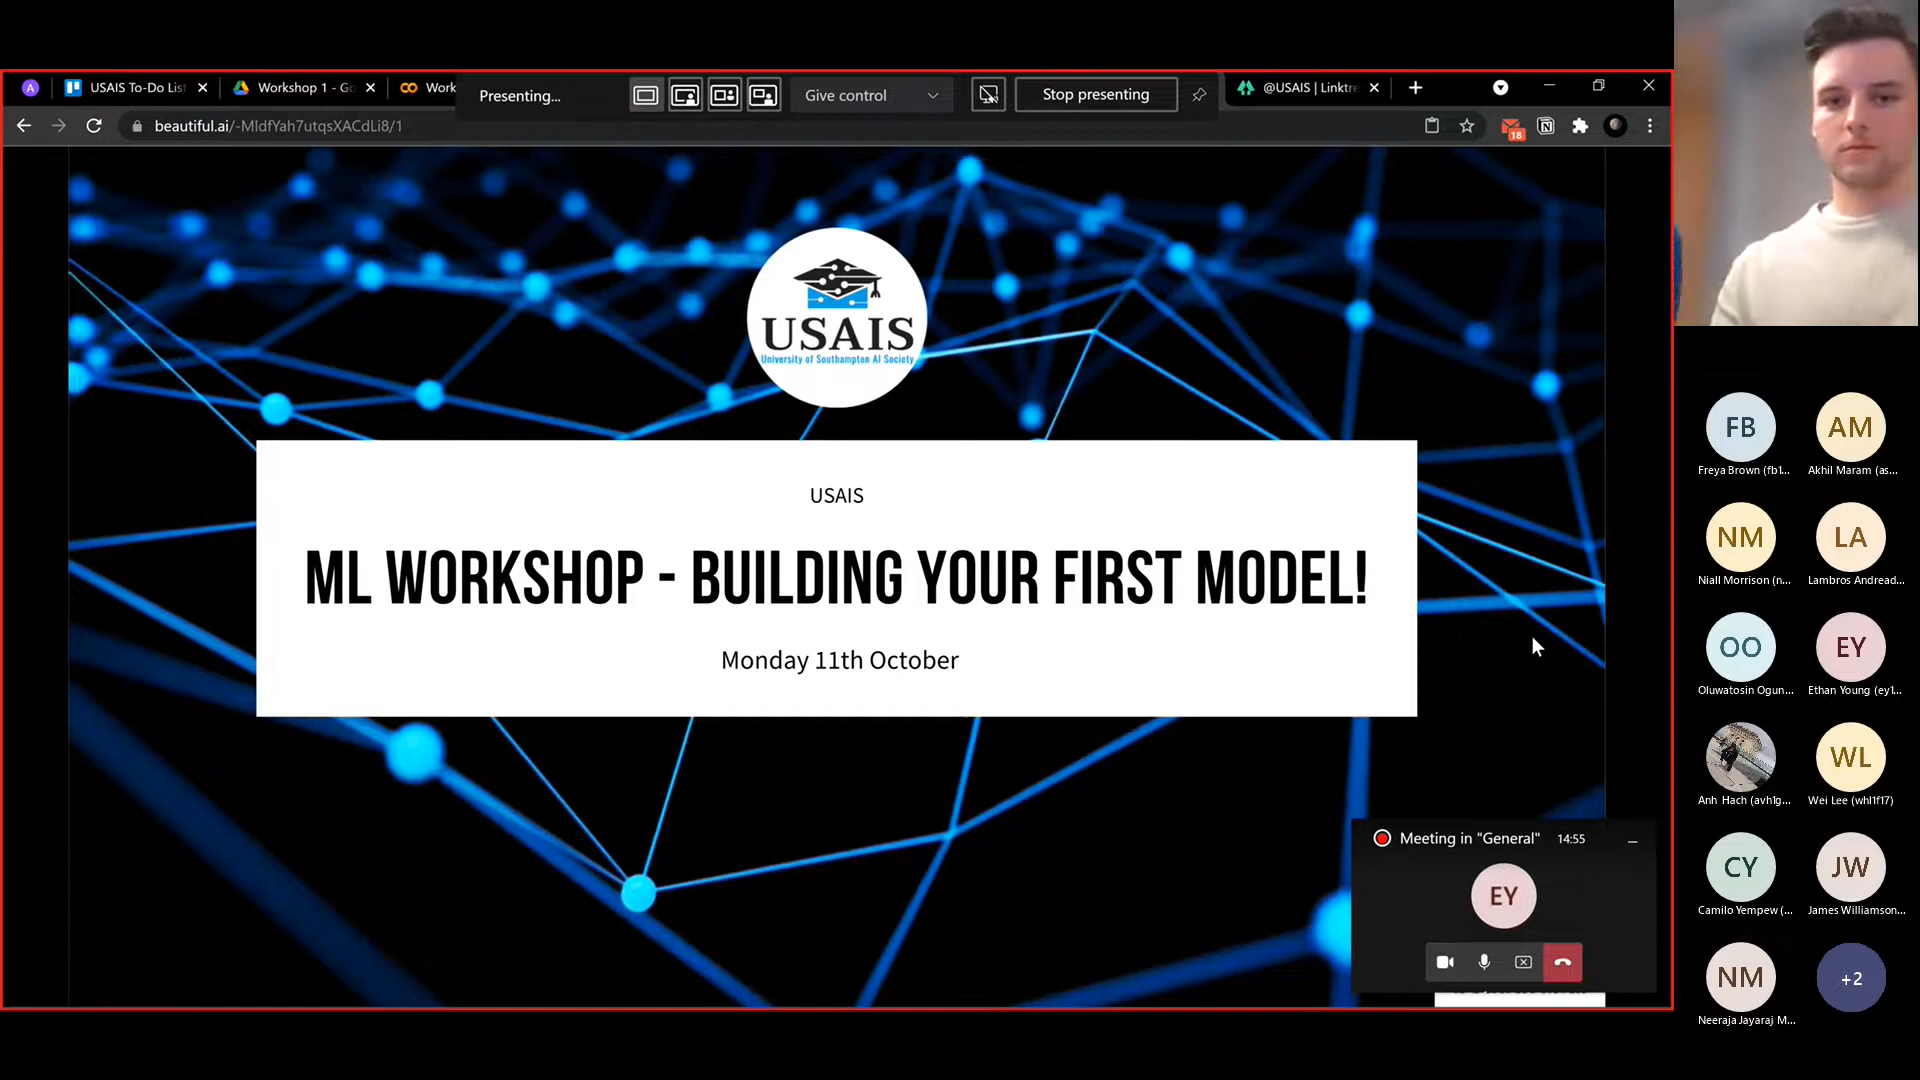 A
USAIS To-Do List
Workshop 1 - Go
Work
Presenting...
Give control
Stop presenting
@USAIS | Linktre
beautiful.ai/-MldfYah7utqsXACdLi8/1
18
USAIS
University of Southampton AI Society
USAIS
ML WORKSHOP - BUILDING YOUR FIRST MODEL!
Monday 11th October
Meeting in "General" 14:55
EY
FB
AM
Freya Brown (fb1...
Akhil Maram (as...
NM
LA
Niall Morrison (n...
Lambros Andread...
OO
EY
Oluwatosin Ogun...
Ethan Young (ey1...
WL
Anh Hach (avh1g...
Wei Lee (whl1f17)
CY
JW
Camilo Yempew (...
James Williamson...
NM
+2
Neeraja Jayaraj M...